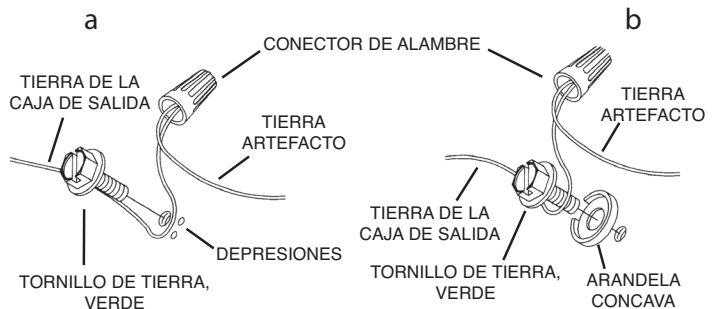 a
b
CONECTOR DE ALAMBRE
TIERRA DE LA
CAJA DE SALIDA
TIERRA
ARTEFACTO
TIERRA
ARTEFACTO
DEPRESIONES
TORNILLO DE TIERRA,
VERDE
TIERRA DE LA
CAJA DE SALIDA
TORNILLO DE TIERRA,
VERDE
ARANDELA
CONCAVA